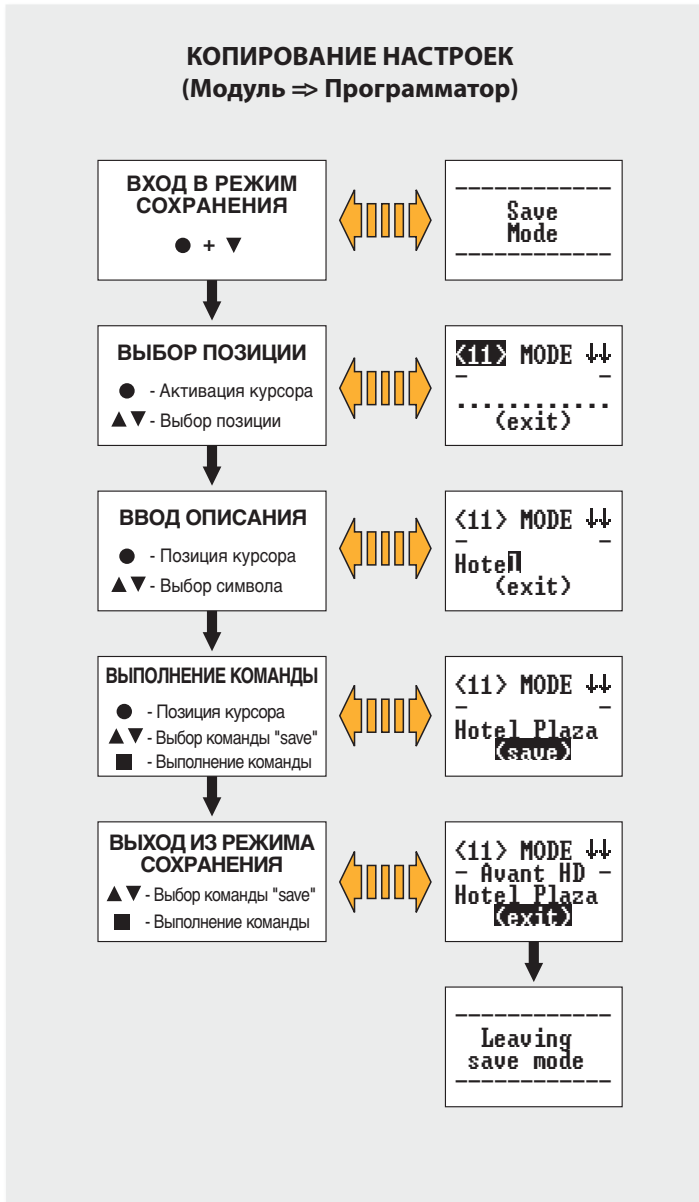 КОПИРОВАНИЕ НАСТРОЕК
(Модуль => Программатор)
ВХОД В РЕЖИМ
СОХРАНЕНИЯ
● + ▼
Save
Mode
ВЫБОР ПОЗИЦИИ
● - Активация курсора
▲▼ - Выбор позиции
<11> MODE ↓↓
- -
............
(exit)
ВВОД ОПИСАНИЯ
● - Позиция курсора
▲▼ - Выбор символа
<11> MODE ↓↓
- -
Hotel
(exit)
ВЫПОЛНЕНИЕ КОМАНДЫ
● - Позиция курсора
▲▼ - Выбор команды "save"
■ - Выполнение команды
<11> MODE ↓↓
- -
Hotel Plaza
(save)
ВЫХОД ИЗ РЕЖИМА
СОХРАНЕНИЯ
▲▼ - Выбор команды "save"
■ - Выполнение команды
<11> MODE ↓↓
- Avant HD -
Hotel Plaza
(exit)
Leaving
save mode